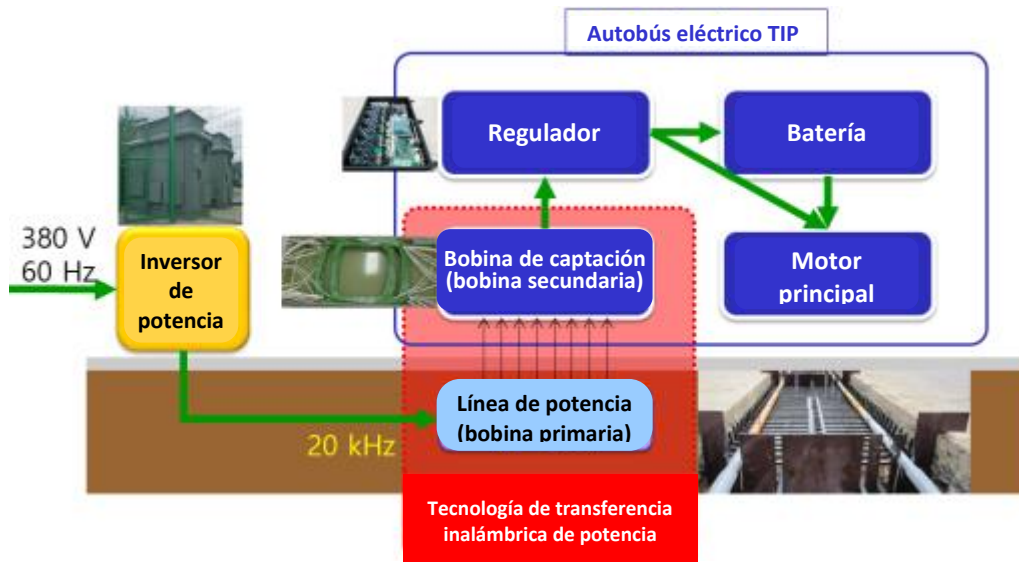 Autobús eléctrico TIP
Regulador
Batería
380 V
60 Hz
Inversor
de
potencia
Bobina de captación
(bobina secundaria)
Motor
principal
Línea de potencia
(bobina primaria)
20 kHz
Tecnología de transferencia
inalámbrica de potencia